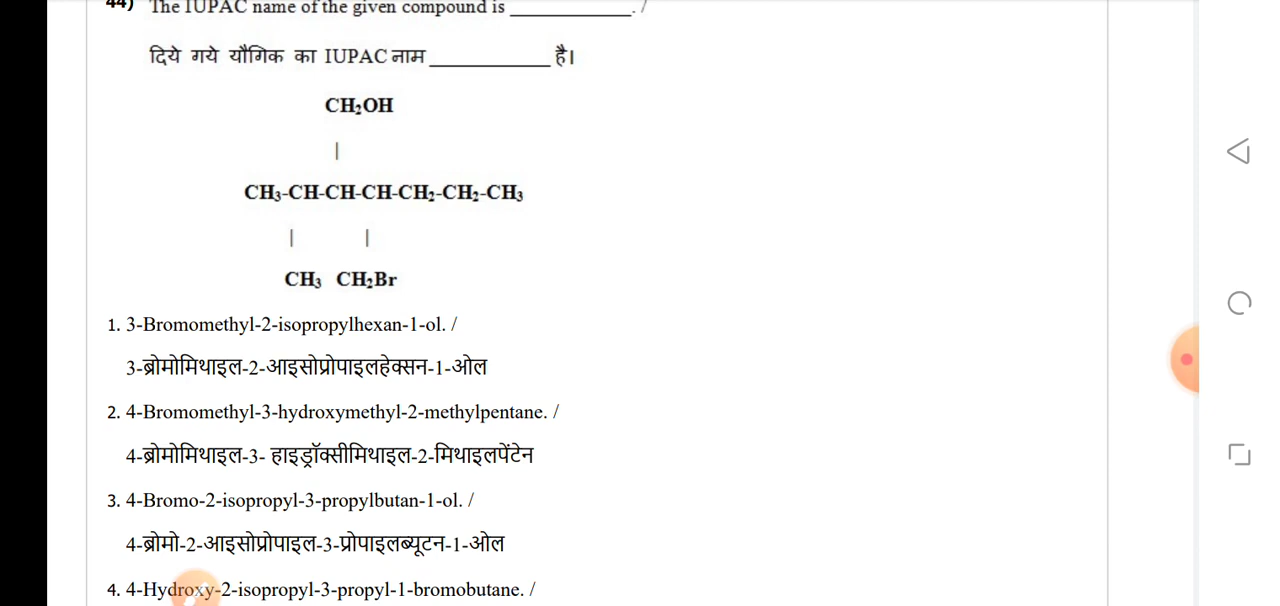 44) The IUPAC name of the given compound is ____________. /
दिये गये यौगिक का IUPAC नाम ____________ है।
CH₂OH
|
CH₃-CH-CH-CH-CH₂-CH₂-CH₃
| |
CH₃ CH₂Br
1. 3-Bromomethyl-2-isopropylhexan-1-ol. /
3-ब्रोमोमिथाइल-2-आइसोप्रोपाइलहेक्सन-1-ओल
2. 4-Bromomethyl-3-hydroxymethyl-2-methylpentane. /
4-ब्रोमोमिथाइल-3- हाइड्रॉक्सीमिथाइल-2-मिथाइलपेंटेन
3. 4-Bromo-2-isopropyl-3-propylbutan-1-ol. /
4-ब्रोमो-2-आइसोप्रोपाइल-3-प्रोपाइलब्यूटन-1-ओल
4. 4-Hydroxy-2-isopropyl-3-propyl-1-bromobutane. /